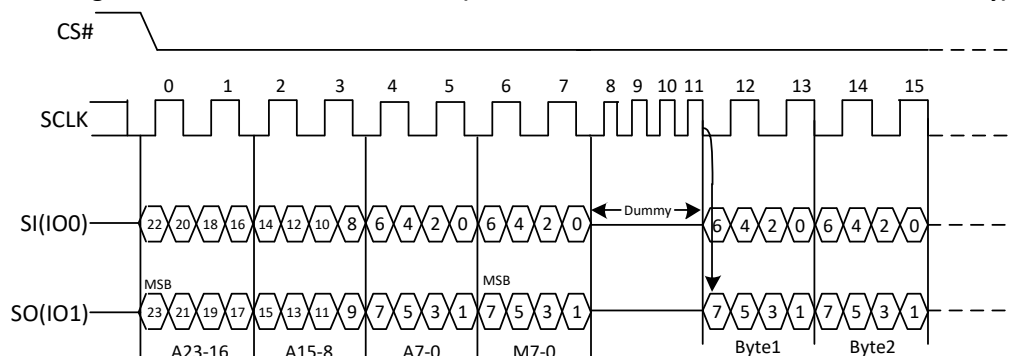 CS#
0 1 2 3 4 5 6 7 8 9 10 11 12 13 14 15
SCLK
SI(IO0) 22 20 18 16 14 12 10 8 6 4 2 0 6 4 2 0 Dummy 6 4 2 0 6 4 2 0
MSB MSB
SO(IO1) 23 21 19 17 15 13 11 9 7 5 3 1 7 5 3 1 7 5 3 1 7 5 3 1
A23-16 A15-8 A7-0 M7-0 Byte1 Byte2